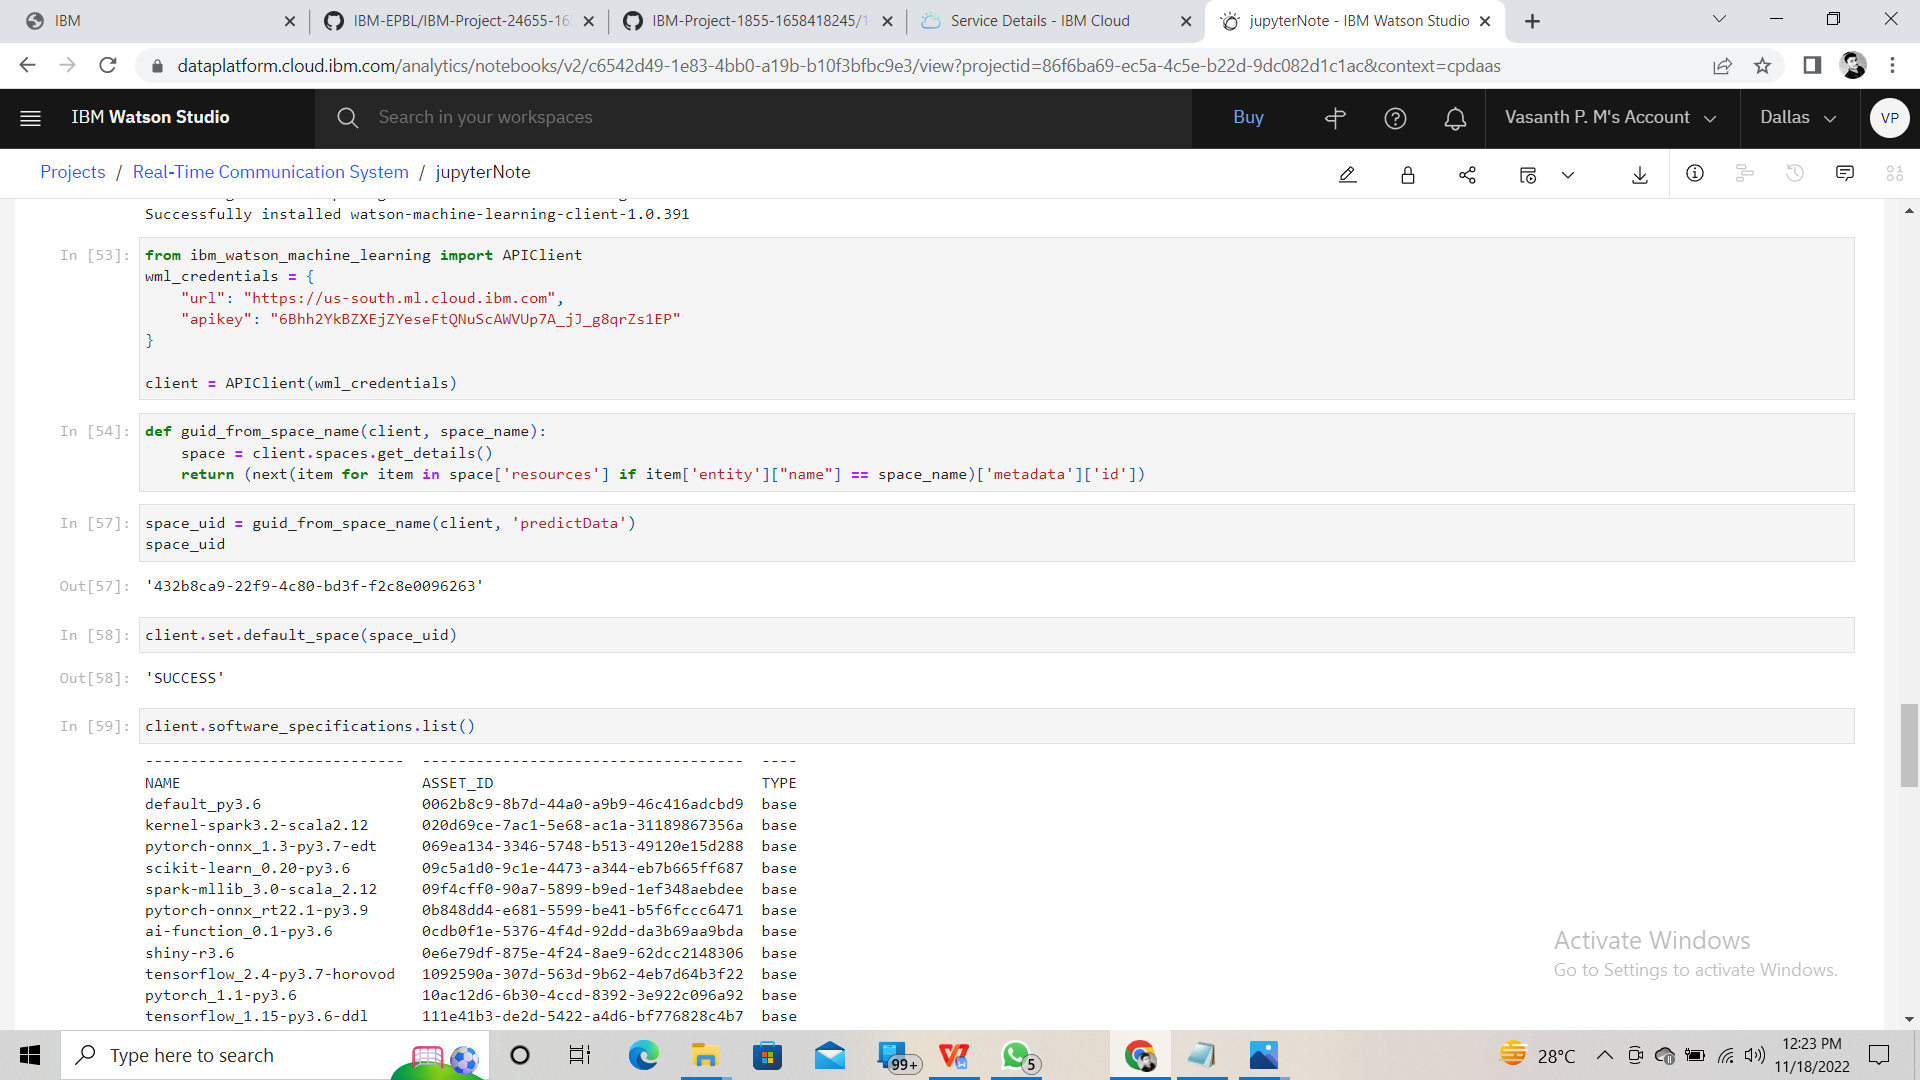 IBM
IBM-EPBL/IBM-Project-24655-16
IBM-Project-1855-1658418245/1
Service Details - IBM Cloud
jupyterNote - IBM Watson Studio
dataplatform.cloud.ibm.com/analytics/notebooks/v2/c6542d49-1e83-4bb0-a19b-b10f3bfbc9e3/view?projectid=86f6ba69-ec5a-4c5e-b22d-9dc082d1c1ac&context=cpdaas
IBM Watson Studio
Search in your workspaces
Buy
Vasanth P. M's Account
Dallas
VP
Projects / Real-Time Communication System / jupyterNote
Successfully installed watson-machine-learning-client-1.0.391
In [53]: from ibm_watson_machine_learning import APIClient
wml_credentials = {
"url": "https://us-south.ml.cloud.ibm.com",
"apikey": "6Bhh2YkBZXEjZYeseFtQNuScAWVUp7A_jJ_g8qrZs1EP"
}
client = APIClient(wml_credentials)
In [54]: def guid_from_space_name(client, space_name):
space = client.spaces.get_details()
return (next(item for item in space['resources'] if item['entity']["name"] == space_name)['metadata']['id'])
In [57]: space_uid = guid_from_space_name(client, 'predictData')
space_uid
Out[57]: '432b8ca9-22f9-4c80-bd3f-f2c8e0096263'
In [58]: client.set.default_space(space_uid)
Out[58]: 'SUCCESS'
In [59]: client.software_specifications.list()
----------------------------- ------------------------------------ ----
NAME ASSET_ID TYPE
default_py3.6 0062b8c9-8b7d-44a0-a9b9-46c416adcbd9 base
kernel-spark3.2-scala2.12 020d69ce-7ac1-5e68-ac1a-31189867356a base
pytorch-onnx_1.3-py3.7-edt 069ea134-3346-5748-b513-49120e15d288 base
scikit-learn_0.20-py3.6 09c5a1d0-9c1e-4473-a344-eb7b665ff687 base
spark-mllib_3.0-scala_2.12 09f4cff0-90a7-5899-b9ed-1ef348aebdee base
pytorch-onnx_rt22.1-py3.9 0b848dd4-e681-5599-be41-b5f6fccc6471 base
ai-function_0.1-py3.6 0cdb0f1e-5376-4f4d-92dd-da3b69aa9bda base
shiny-r3.6 0e6e79df-875e-4f24-8ae9-62dcc2148306 base
tensorflow_2.4-py3.7-horovod 1092590a-307d-563d-9b62-4eb7d64b3f22 base
pytorch_1.1-py3.6 10ac12d6-6b30-4ccd-8392-3e922c096a92 base
tensorflow_1.15-py3.6-ddl 111e41b3-de2d-5422-a4d6-bf776828c4b7 base
Activate Windows
Go to Settings to activate Windows.
Type here to search
99+
5
28°C
12:23 PM
11/18/2022